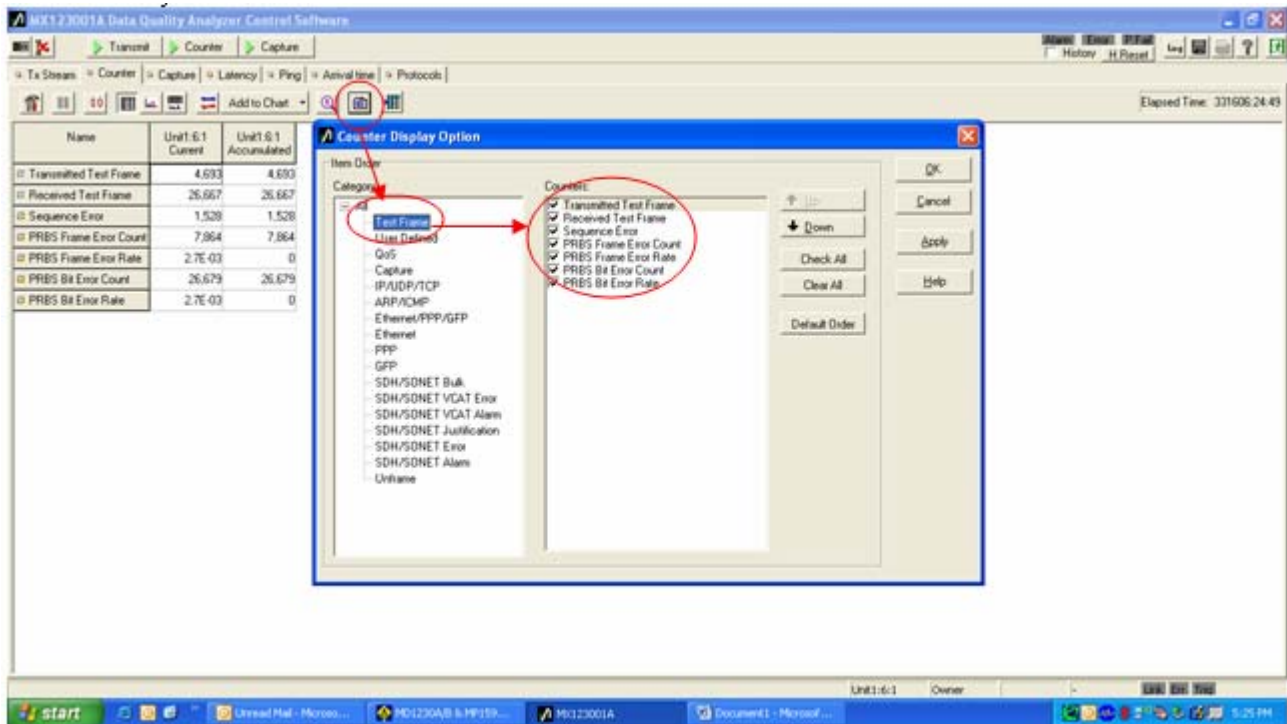 MX123001A Data Quality Analyzer Control Software
Transmit Counter Capture
Alarm Error P.Fail
History H.Reset Log
Tx Stream Counter Capture Latency Ping Arrival time Protocols
Add to Chart
Elapsed Time: 331606:24:49
Name Unit1:6:1 Current Unit1:6:1 Accumulated
Transmitted Test Frame 4,693 4,693
Received Test Frame 26,667 26,667
Sequence Error 1,528 1,528
PRBS Frame Error Count 7,864 7,864
PRBS Frame Error Rate 2.7E-03 0
PRBS Bit Error Count 26,679 26,679
PRBS Bit Error Rate 2.7E-03 0
Counter Display Option
Item Order
Category:
All
Test Frame
User Defined
QoS
Capture
IP/UDP/TCP
ARP/ICMP
Ethernet/PPP/GFP
Ethernet
PPP
GFP
SDH/SONET Bulk
SDH/SONET VCAT Error
SDH/SONET VCAT Alarm
SDH/SONET Justification
SDH/SONET Error
SDH/SONET Alarm
Unframe
Counters:
Transmitted Test Frame
Received Test Frame
Sequence Error
PRBS Frame Error Count
PRBS Frame Error Rate
PRBS Bit Error Count
PRBS Bit Error Rate
Up
Down
Check All
Clear All
Default Order
OK
Cancel
Apply
Help
Unit1:6:1 Owner -
Link Err Trig
start
Unread Mail - Microso...
MD1230A/B & MP159...
MX123001A
Document1 - Microsof...
5:25 PM